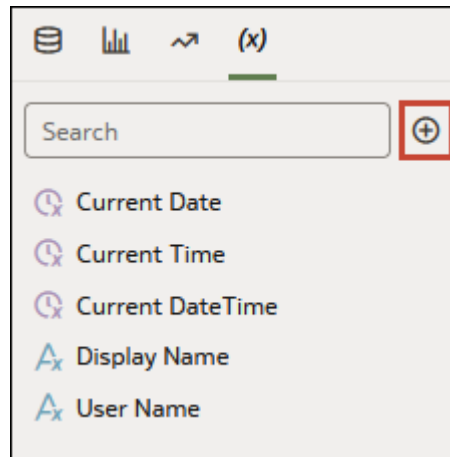 (x)
Search
Current Date
Current Time
Current DateTime
Display Name
User Name